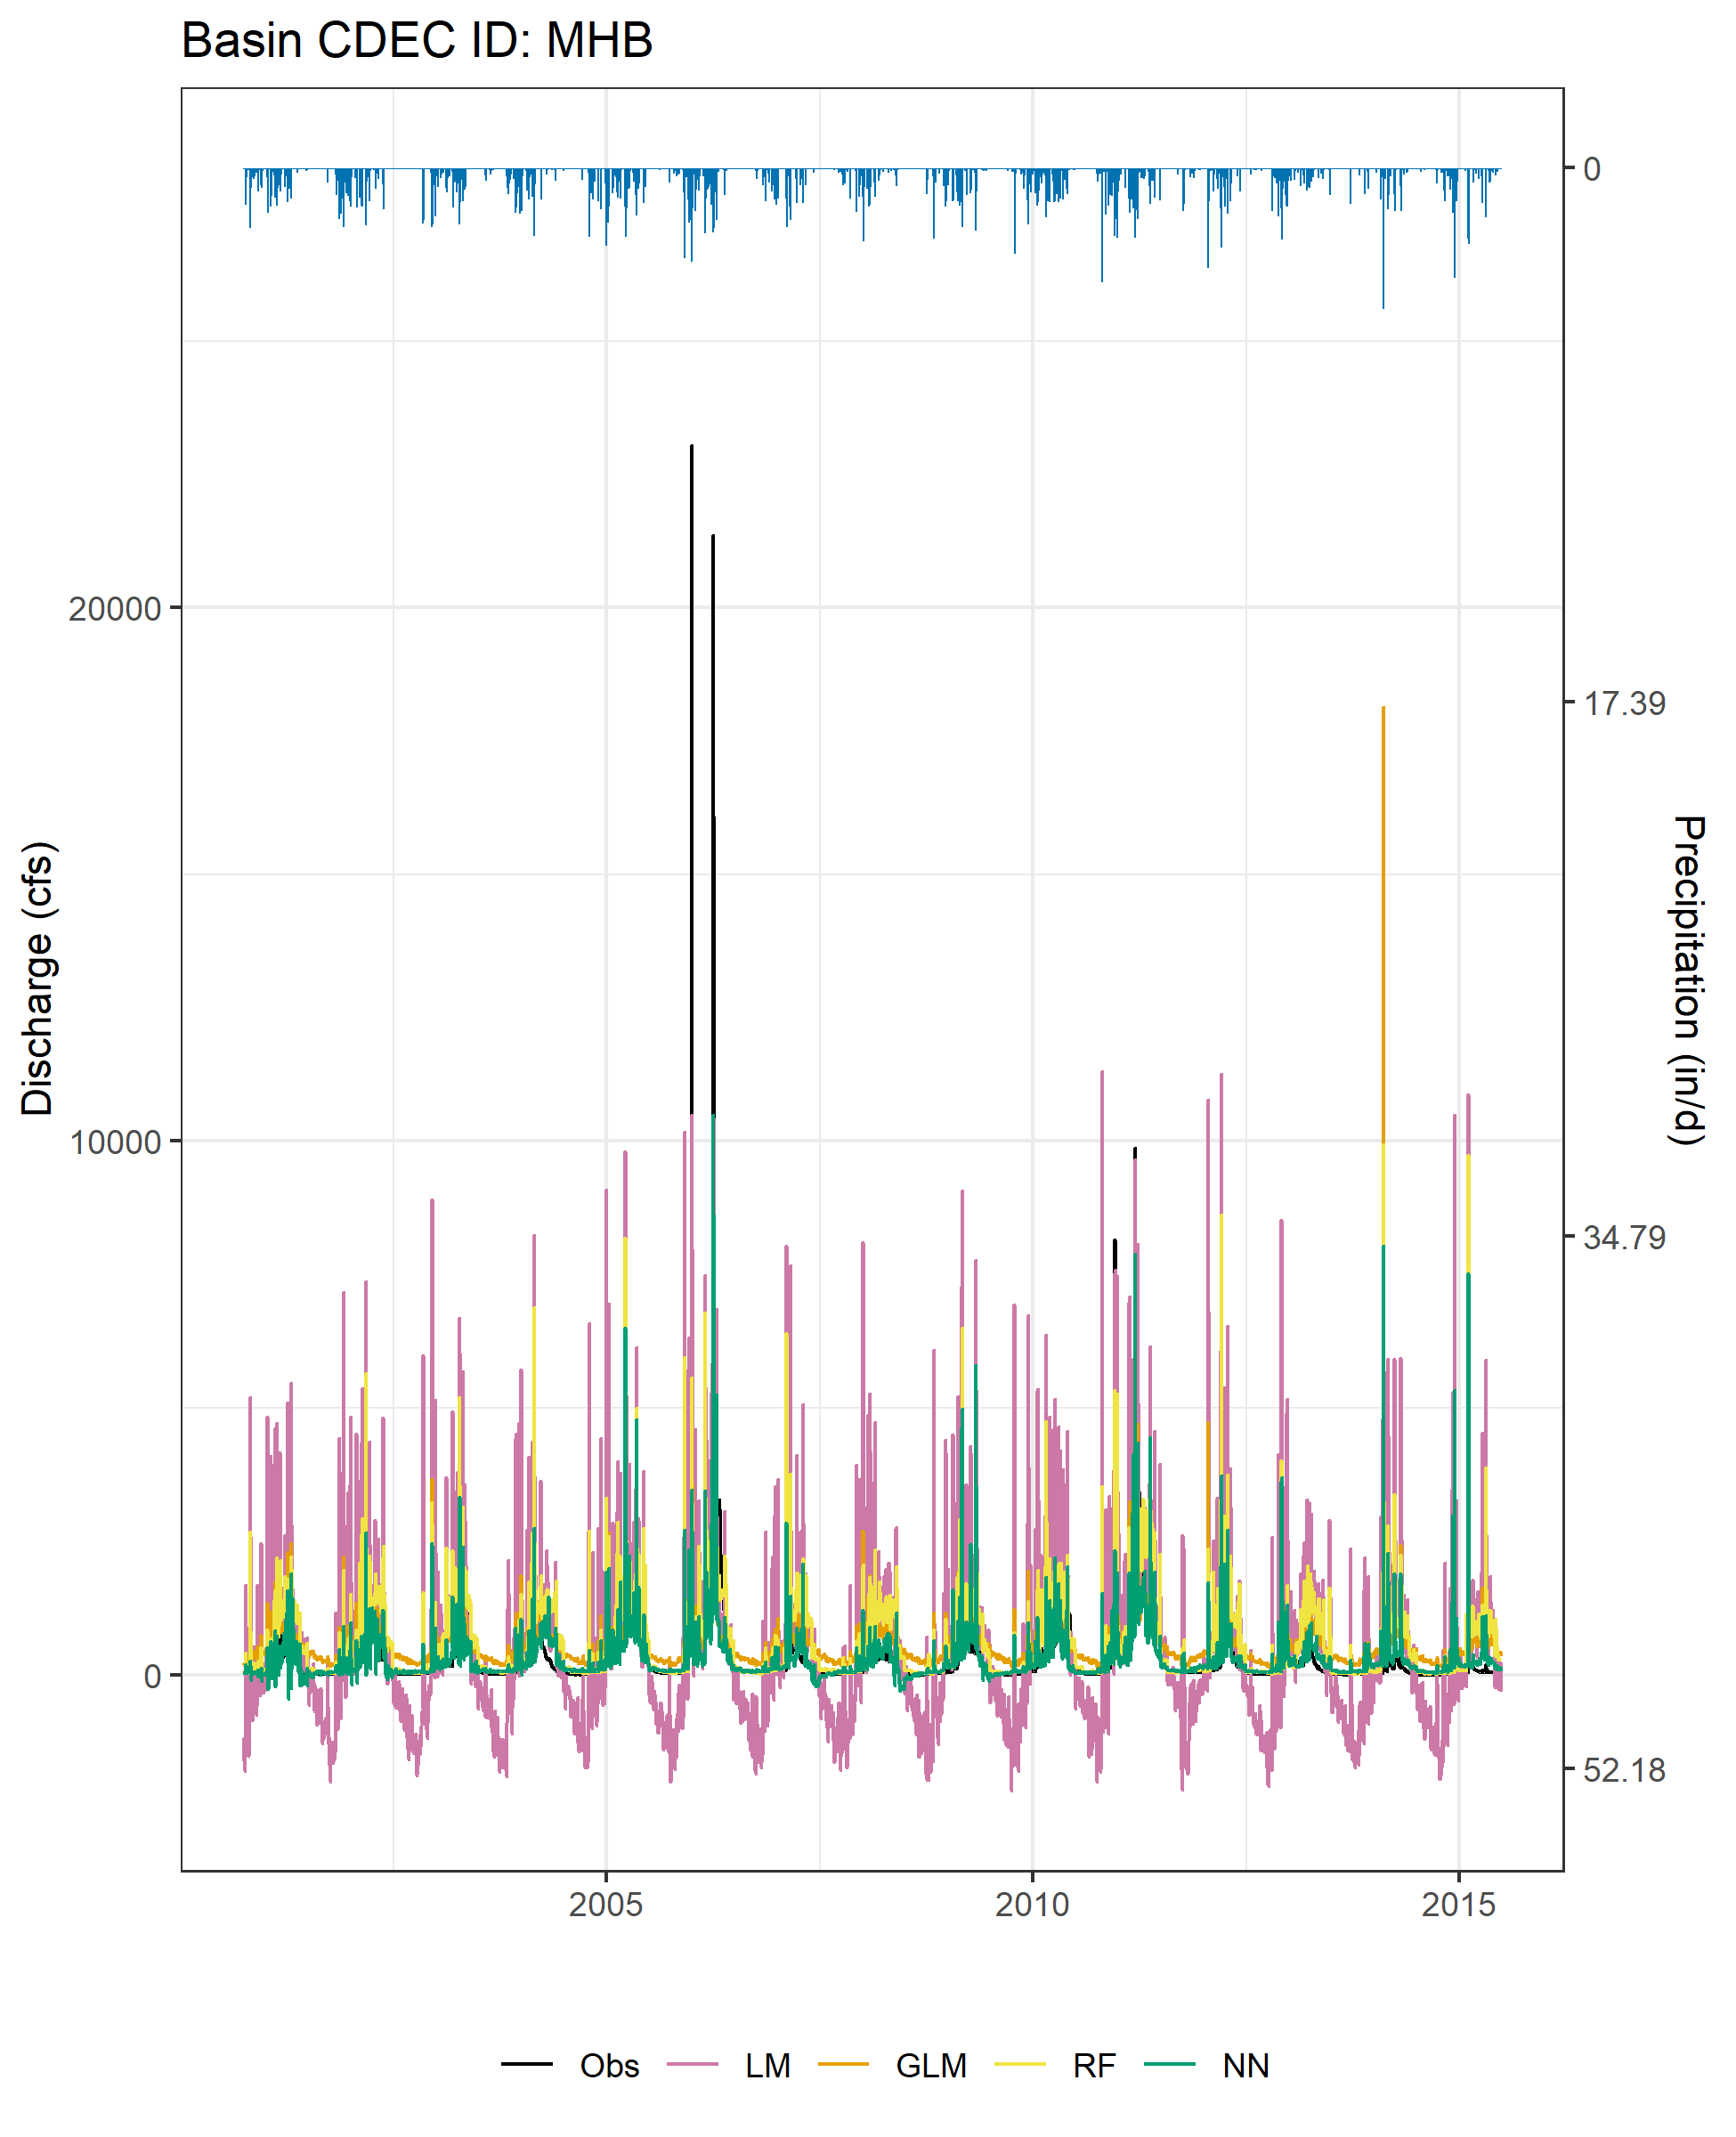 Basin CDEC ID: MHB
0
20000
17.39
Discharge (cfs)
Precipitation (in/d)
10000
34.79
0
52.18
2005 2010 2015
Obs LM GLM RF NN